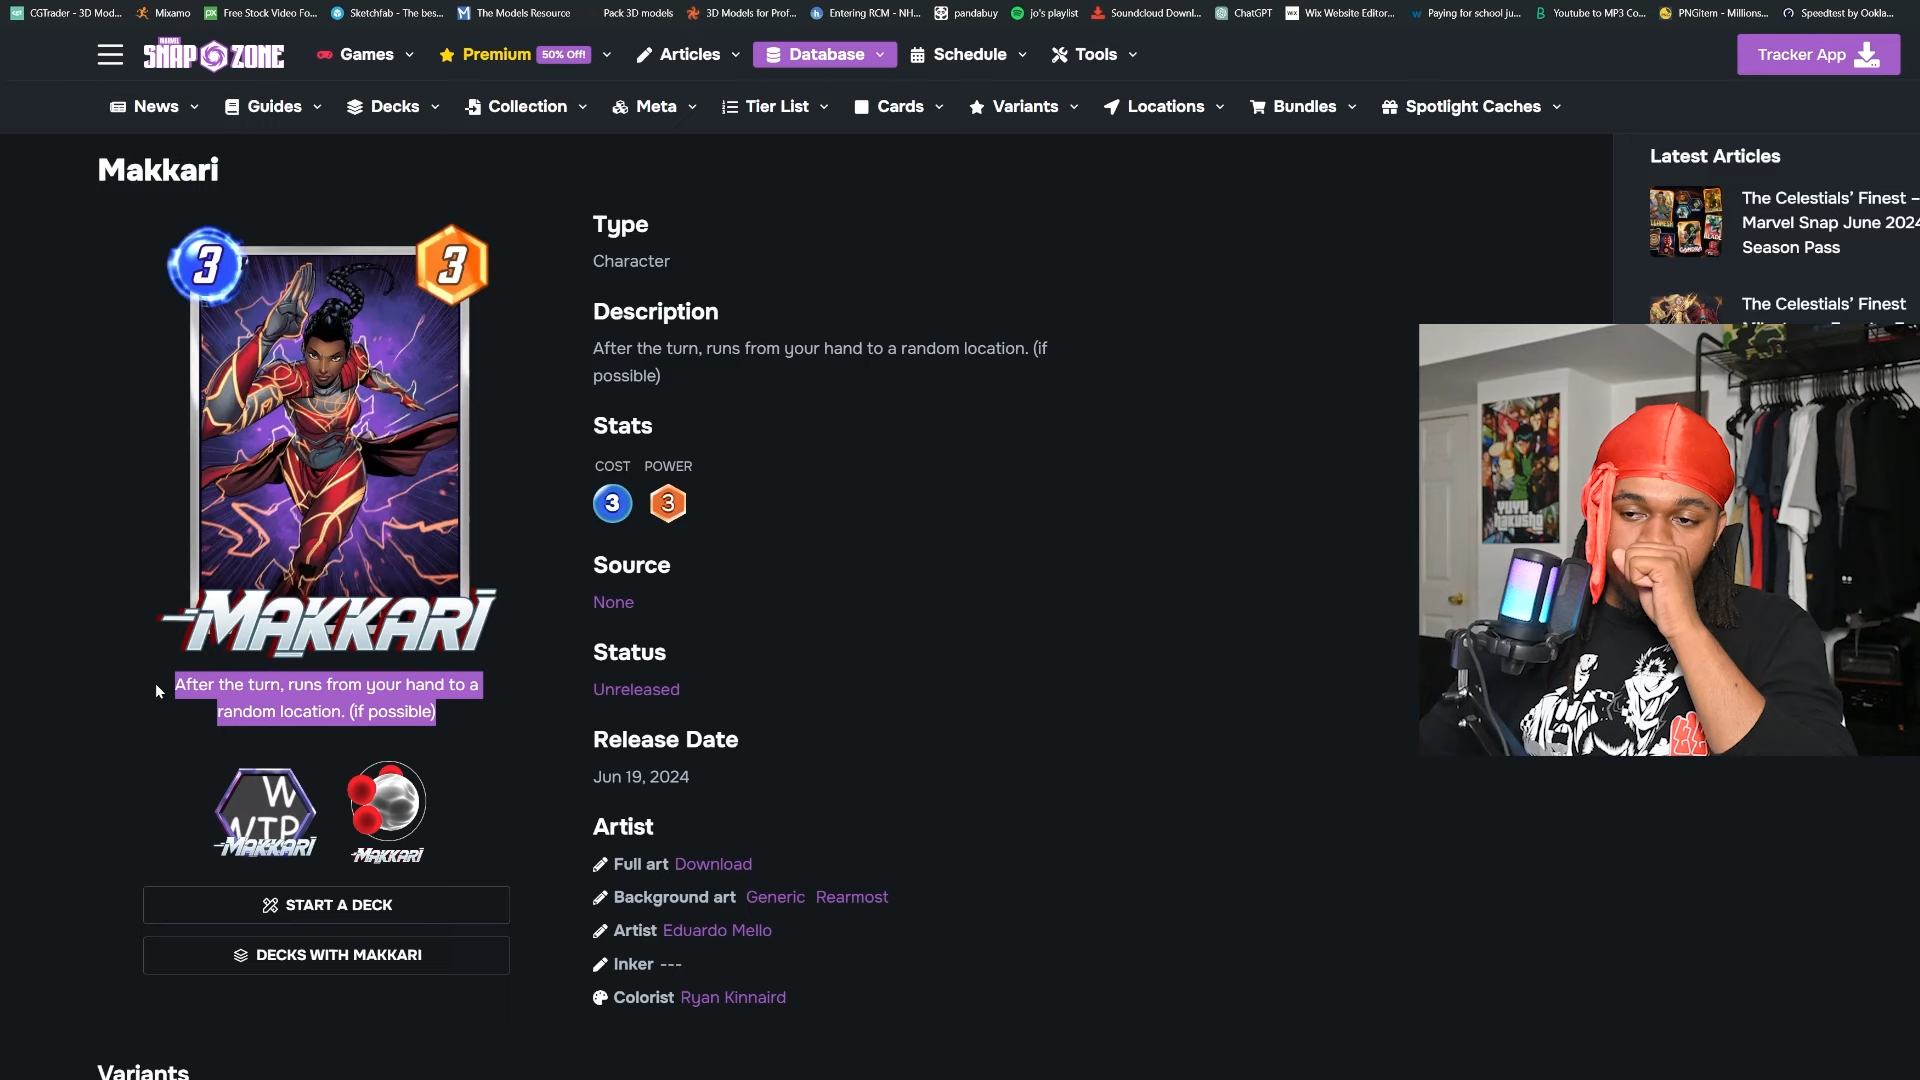 CGTrader - 3D Mod...
Mixamo
Free Stock Video Fo...
Sketchfab - The bes...
The Models Resource
Pack 3D models
3D Models for Prof...
Entering RCM - NH...
pandabuy
jo's playlist
Soundcloud Downl...
ChatGPT
Wix Website Editor...
Paying for school ju...
Youtube to MP3 Co...
PNGitem - Millions...
Speedtest by Ookla...
MARVEL
SNAP ZONE
Games
Premium 50% Off!
Articles
Database
Schedule
Tools
Tracker App
News
Guides
Decks
Collection
Meta
Tier List
Cards
Variants
Locations
Bundles
Spotlight Caches
Makkari
3
3
MAKKARI
After the turn, runs from your hand to a
random location. (if possible)
W
VTP
MAKKARI
MAKKARI
START A DECK
DECKS WITH MAKKARI
Type
Character
Description
After the turn, runs from your hand to a random location. (if
possible)
Stats
COST POWER
3 3
Source
None
Status
Unreleased
Release Date
Jun 19, 2024
Artist
Full art Download
Background art Generic Rearmost
Artist Eduardo Mello
Inker ---
Colorist Ryan Kinnaird
Variants
Latest Articles
The Celestials' Finest –
Marvel Snap June 2024
Season Pass
The Celestials' Finest
YUYU
HAKUSHO